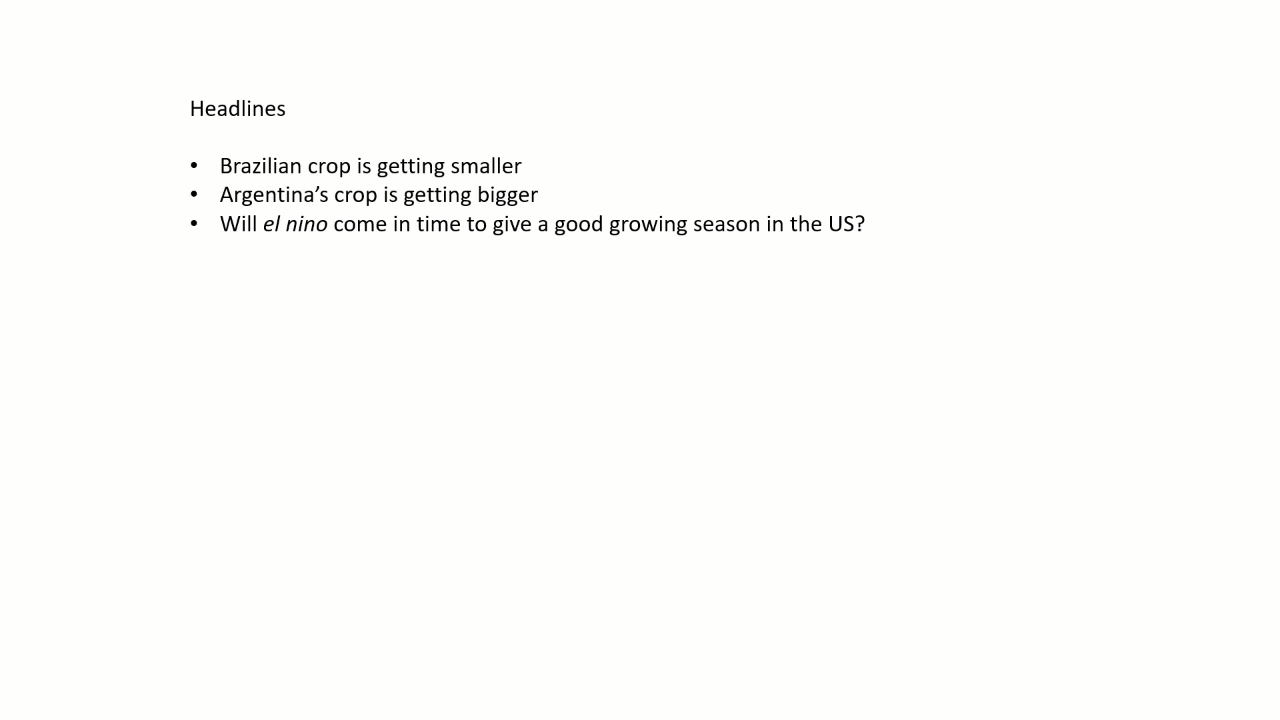 Headlines
• Brazilian crop is getting smaller
• Argentina’s crop is getting bigger
• Will el nino come in time to give a good growing season in the US?